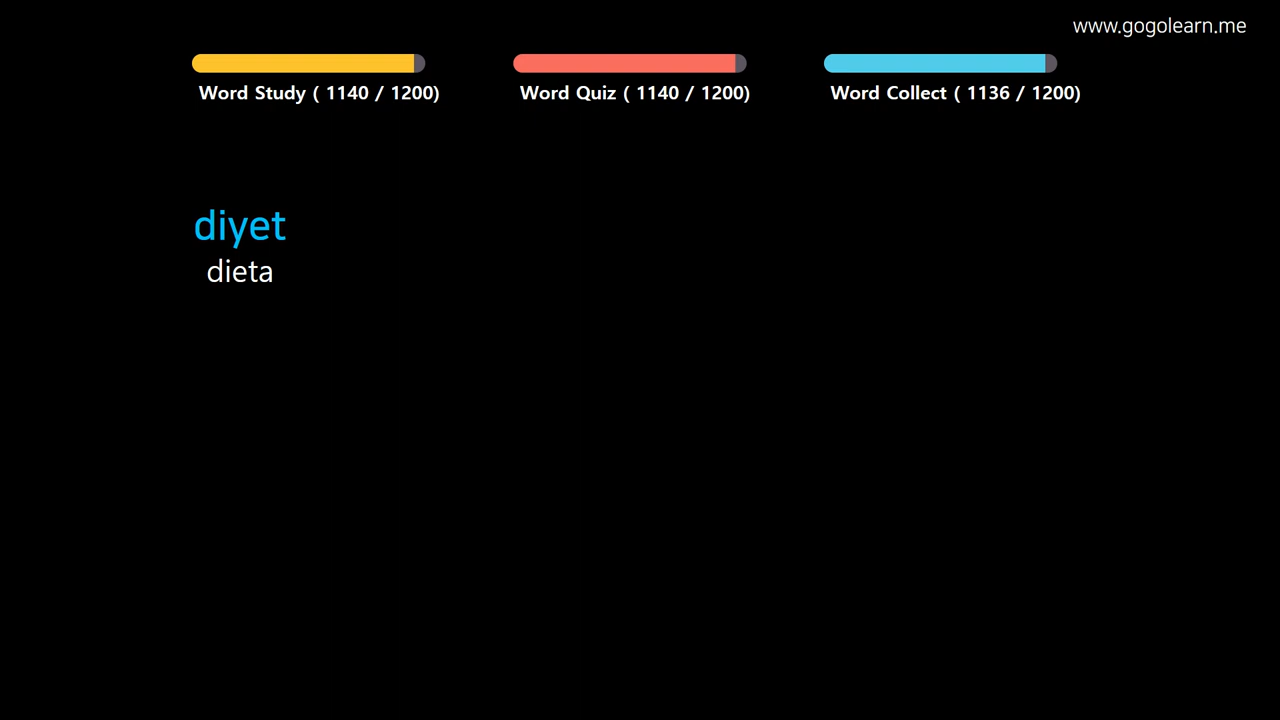 www.gogolearn.me
Word Study ( 1140 / 1200)
Word Quiz ( 1140 / 1200)
Word Collect ( 1136 / 1200)
diyet
dieta